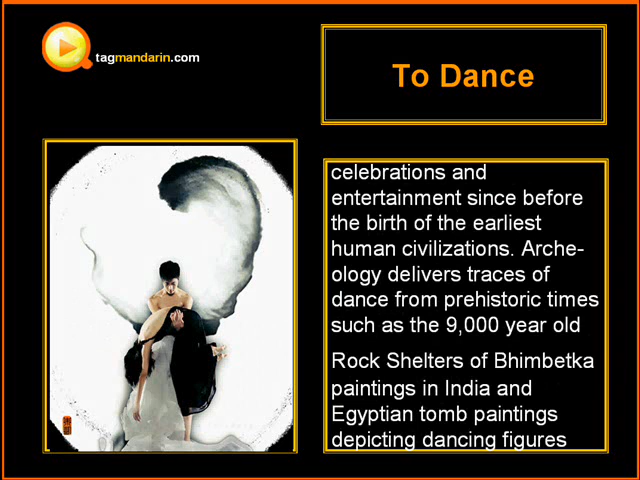 tagmandarin.com
To Dance
celebrations and
entertainment since before
the birth of the earliest
human civilizations. Arche-
ology delivers traces of
dance from prehistoric times
such as the 9,000 year old
Rock Shelters of Bhimbetka
paintings in India and
Egyptian tomb paintings
depicting dancing figures